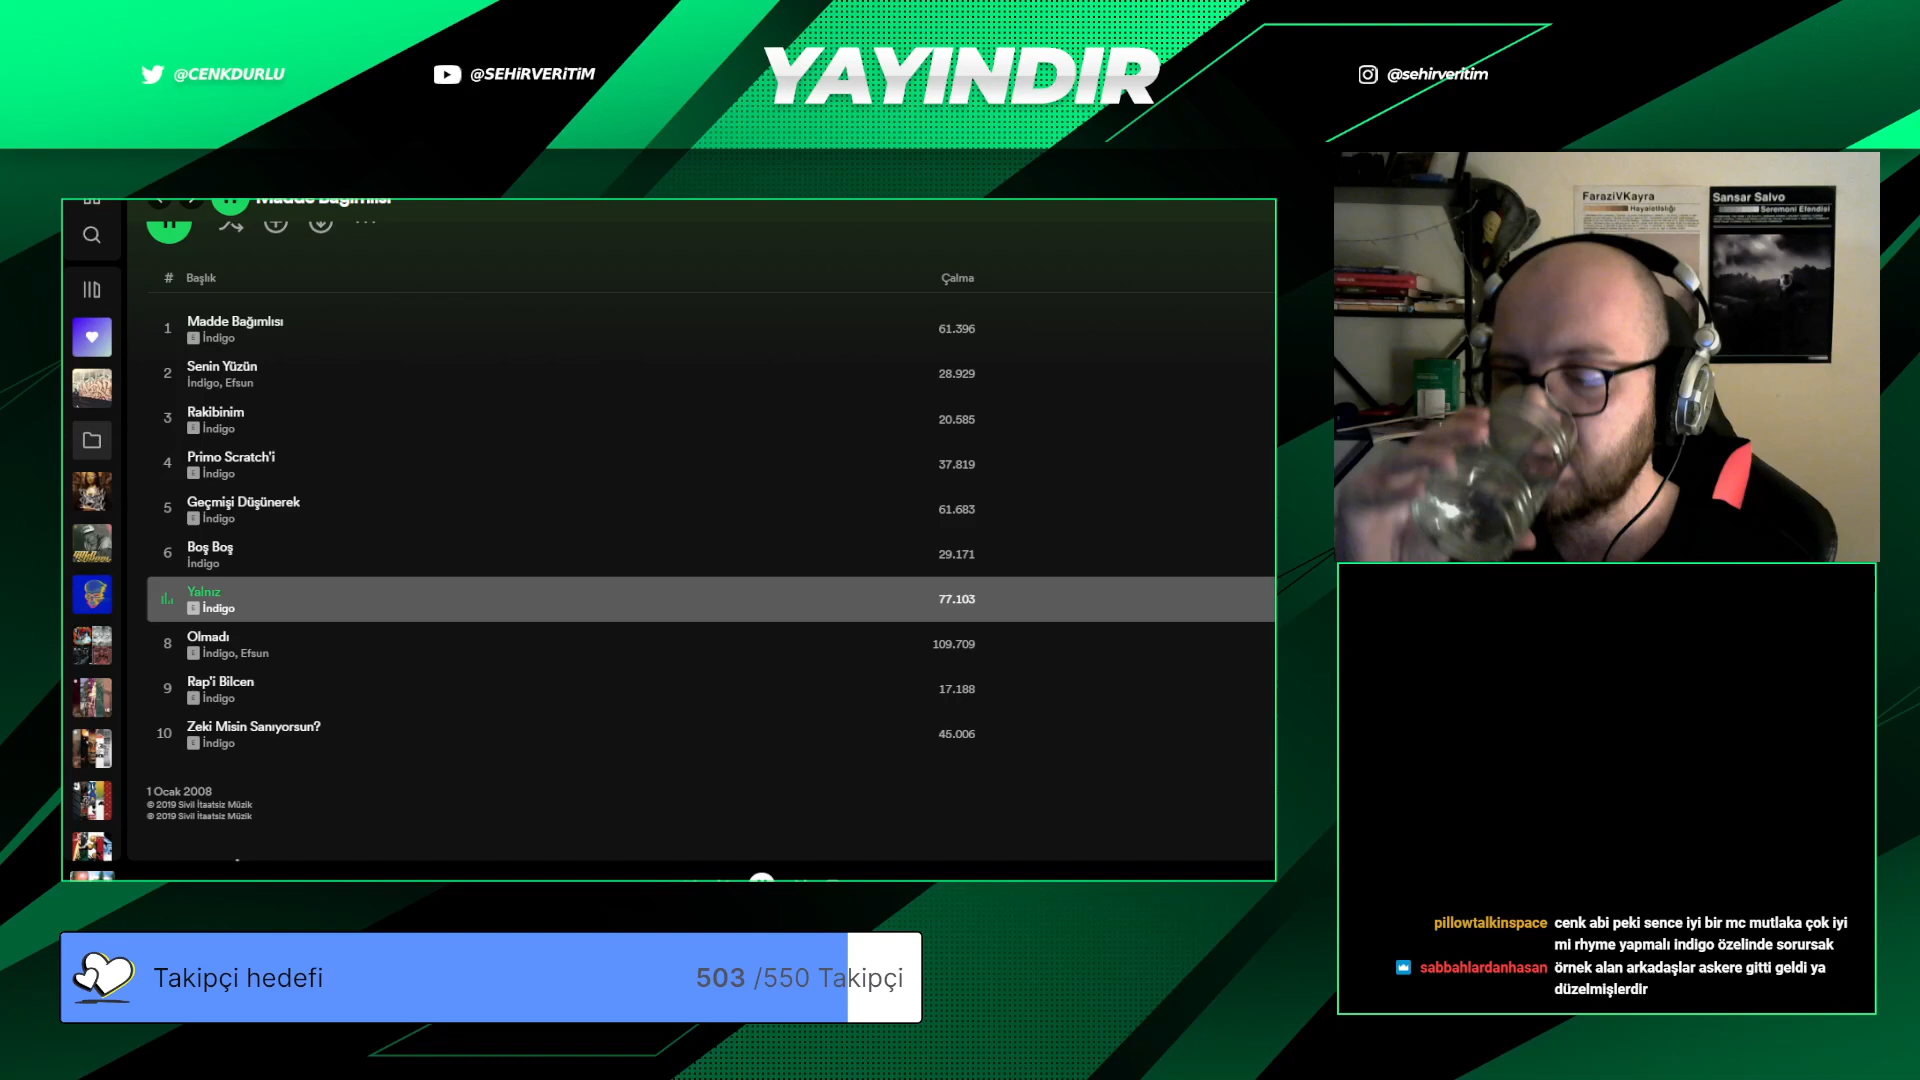 @CENKDURLU
@SEHİRVERİTİM
YAYINDIR
@sehirveritim
Madde Bağımlısı
# Başlık Çalma
1 Madde Bağımlısı 61.396
E İndigo
2 Senin Yüzün 28.929
İndigo, Efsun
3 Rakibinim 20.585
E İndigo
4 Primo Scratch'i 37.819
E İndigo
5 Geçmişi Düşünerek 61.683
E İndigo
6 Boş Boş 29.171
İndigo
Yalnız 77.103
E İndigo
8 Olmadı 109.709
E İndigo, Efsun
9 Rap'i Bilcen 17.188
E İndigo
10 Zeki Misin Sanıyorsun? 45.006
E İndigo
1 Ocak 2008
© 2019 Sivil İtaatsiz Müzik
© 2019 Sivil İtaatsiz Müzik
FaraziVKayra
Hayaletıslığı
Sansar Salvo
Seremoni Efendisi
pillowtalkinspace cenk abi peki sence iyi bir mc mutlaka çok iyi
mi rhyme yapmalı indigo özelinde sorursak
sabbahlardanhasan örnek alan arkadaşlar askere gitti geldi ya
düzelmişlerdir
Takipçi hedefi
503 /550 Takipçi